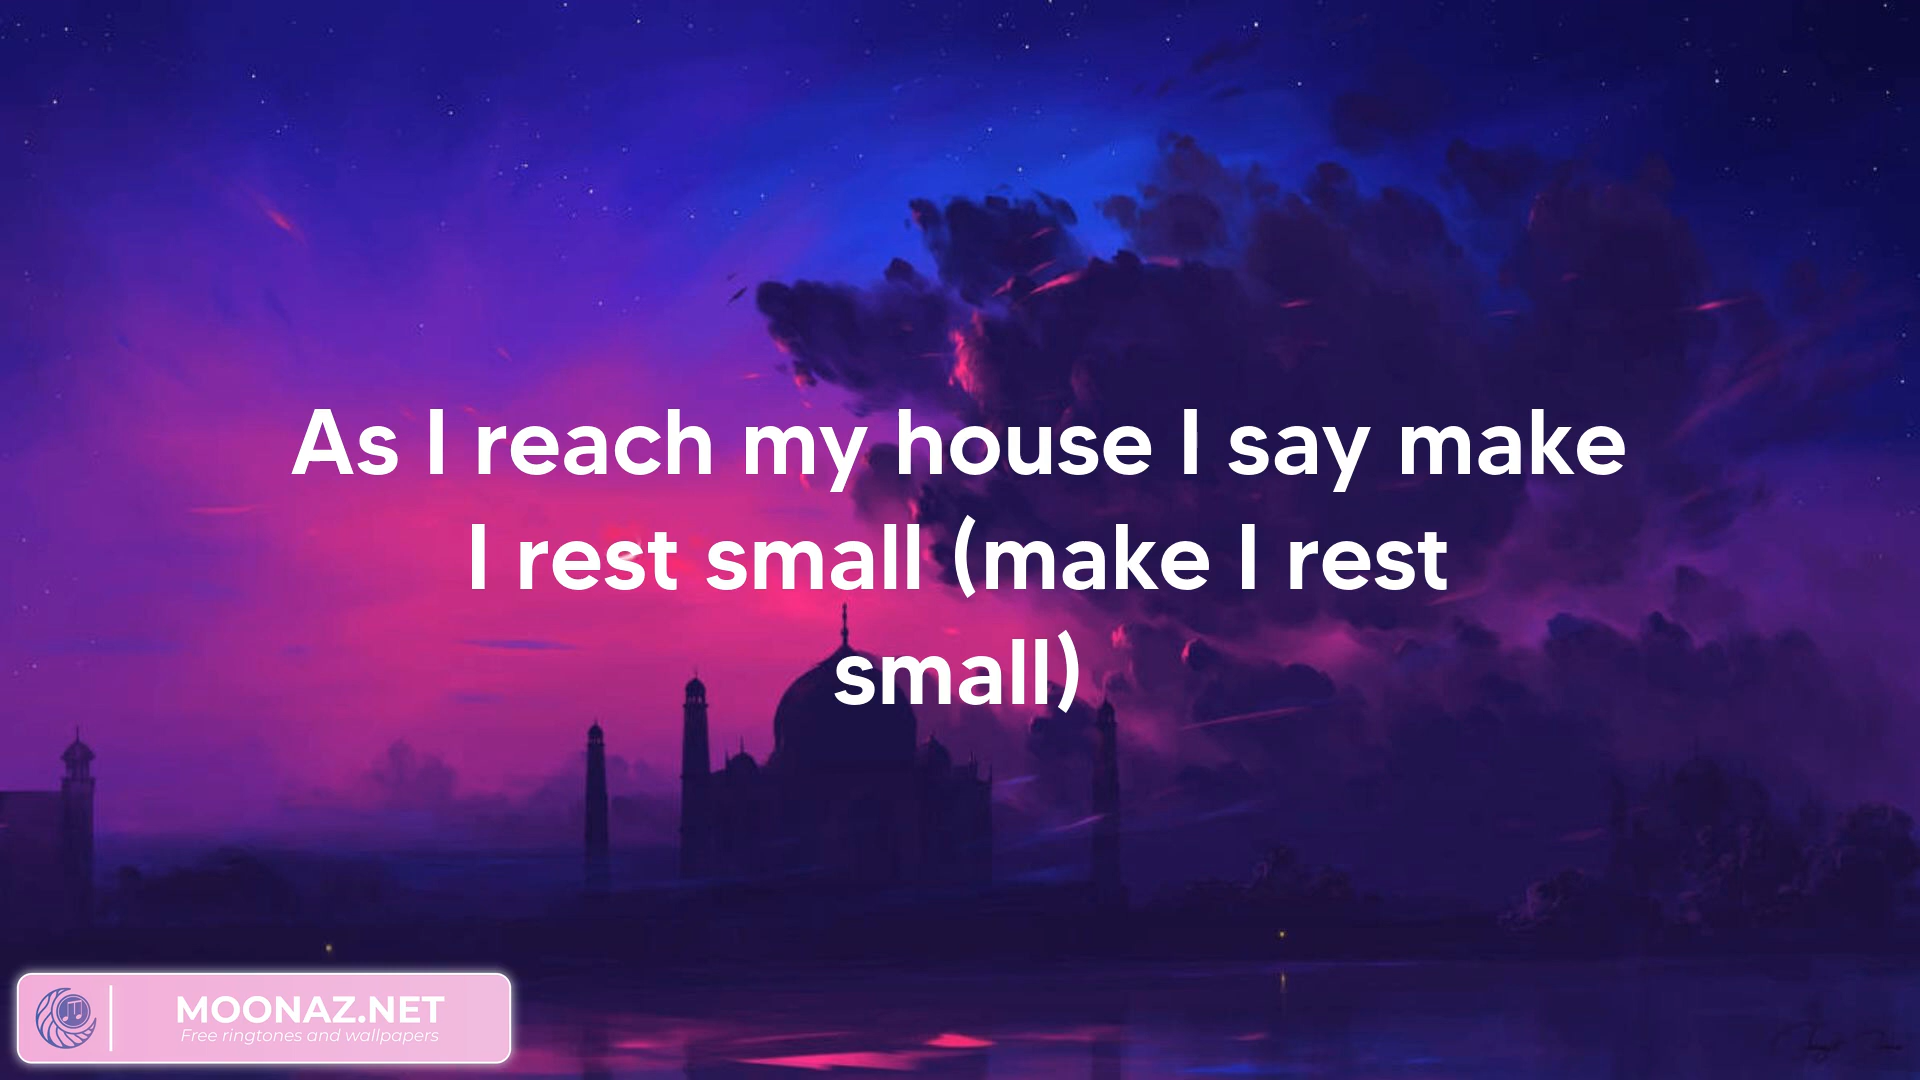 As I reach my house I say make
I rest small (make I rest
small)
MOONAZ.NET
Free ringtones and wallpapers